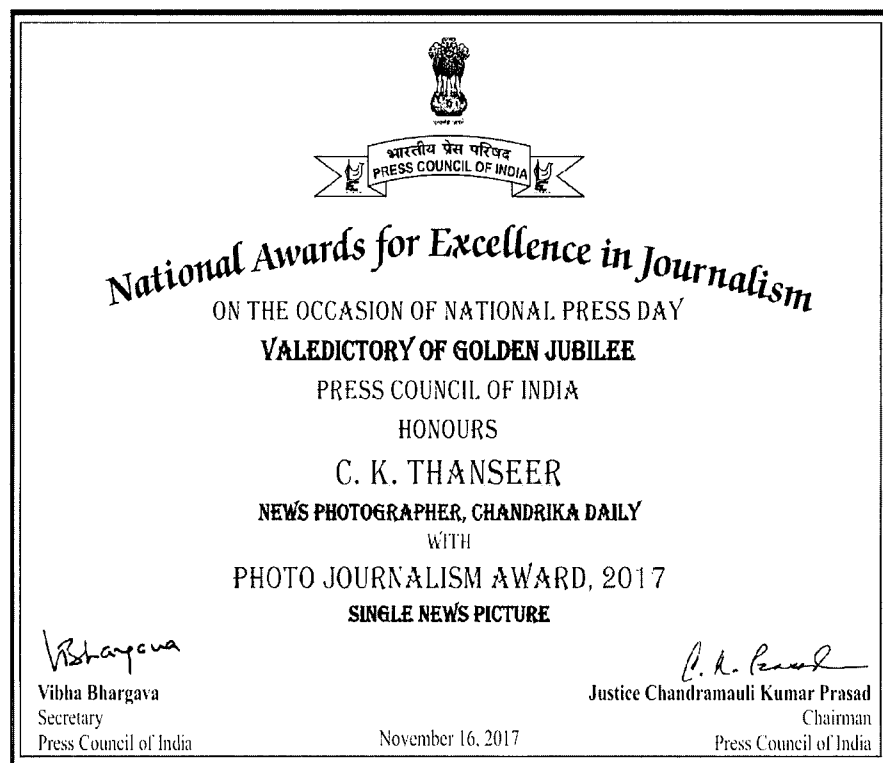 भारतीय प्रेस परिषद
PRESS COUNCIL OF INDIA
National Awards for Excellence in Journalism
ON THE OCCASION OF NATIONAL PRESS DAY
VALEDICTORY OF GOLDEN JUBILEE
PRESS COUNCIL OF INDIA
HONOURS
C. K. THANSEER
NEWS PHOTOGRAPHER, CHANDRIKA DAILY
WITH
PHOTO JOURNALISM AWARD, 2017
SINGLE NEWS PICTURE
VBhargava
Vibha Bhargava
Secretary
Press Council of India
November 16, 2017
C. K. Prasad
Justice Chandramauli Kumar Prasad
Chairman
Press Council of India